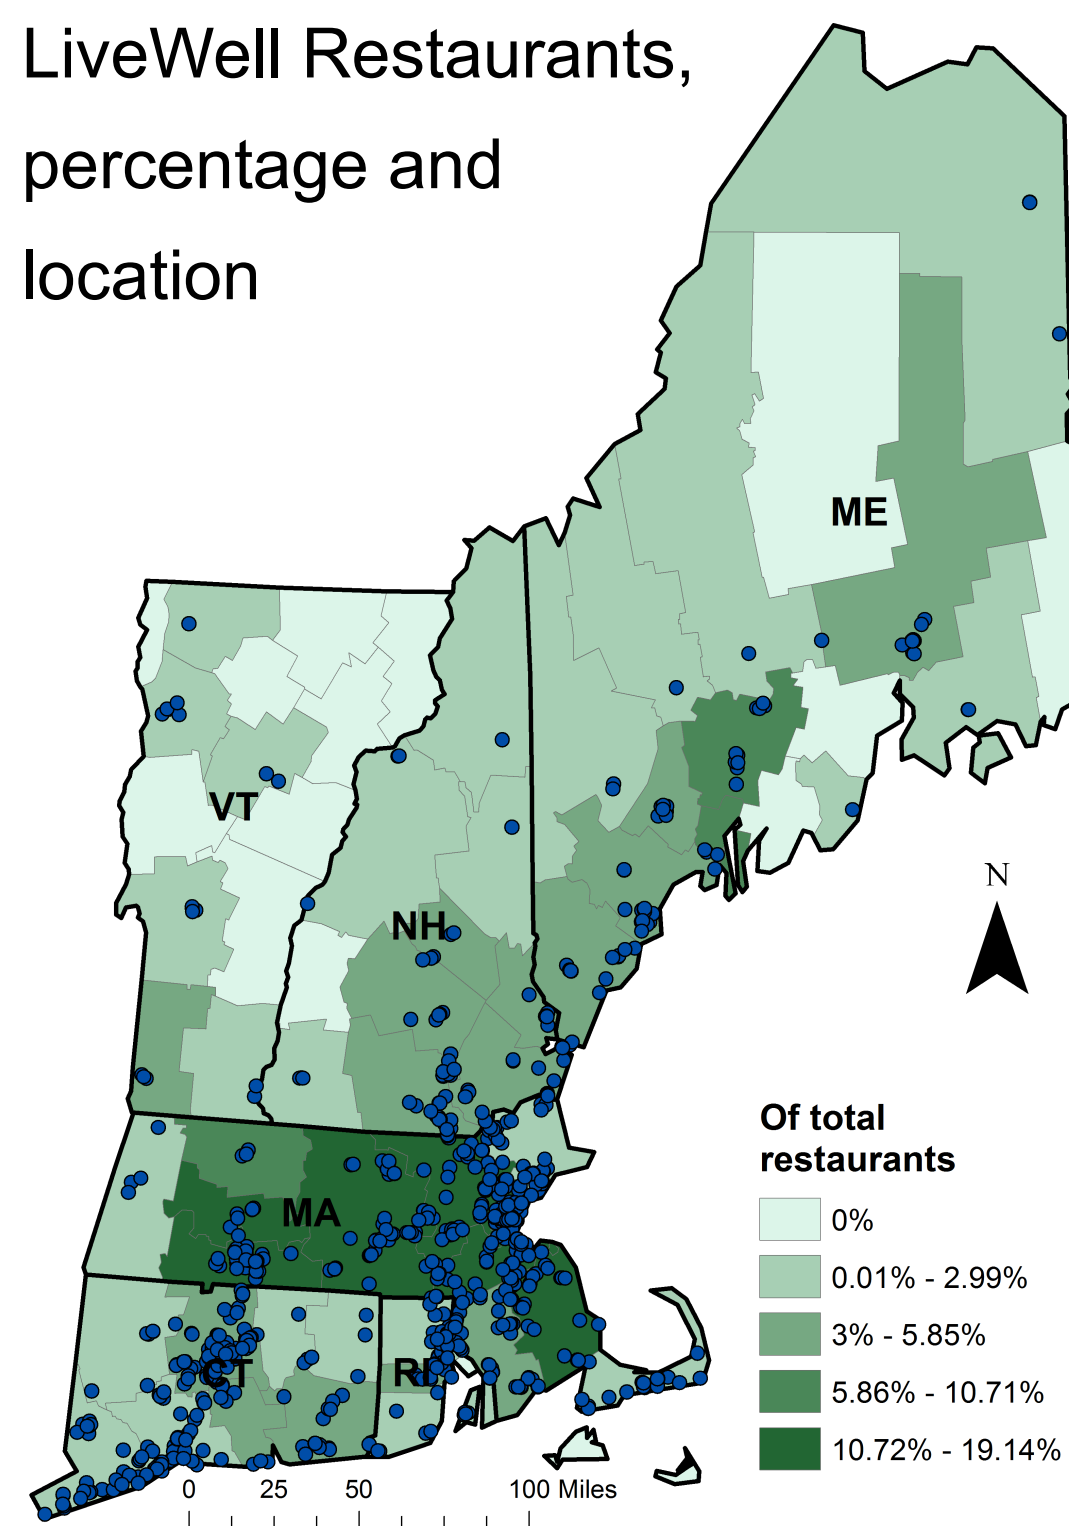 LiveWell Restaurants,
percentage and
location
ME
VT
NH
N
MA
CT
RI
Of total
restaurants
0%
0.01% - 2.99%
3% - 5.85%
5.86% - 10.71%
10.72% - 19.14%
0 25 50 100 Miles